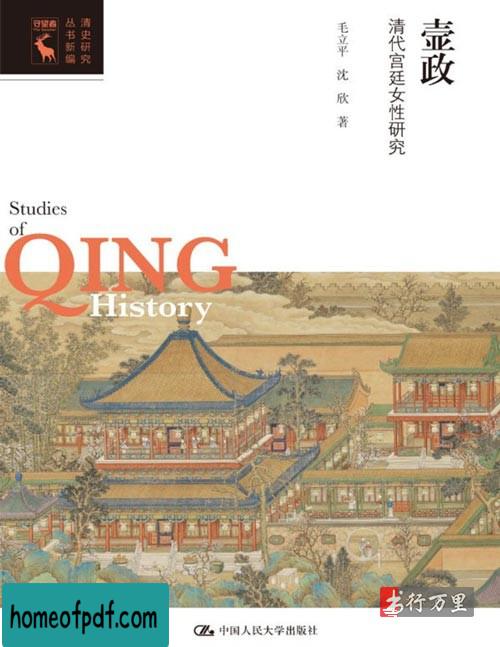 守望者
清史研究
丛书新编
壸政
清代宫廷女性研究
毛立平 沈欣 著
Studies
of
QING
History
homeofpdf.com
书行万里
中国人民大学出版社